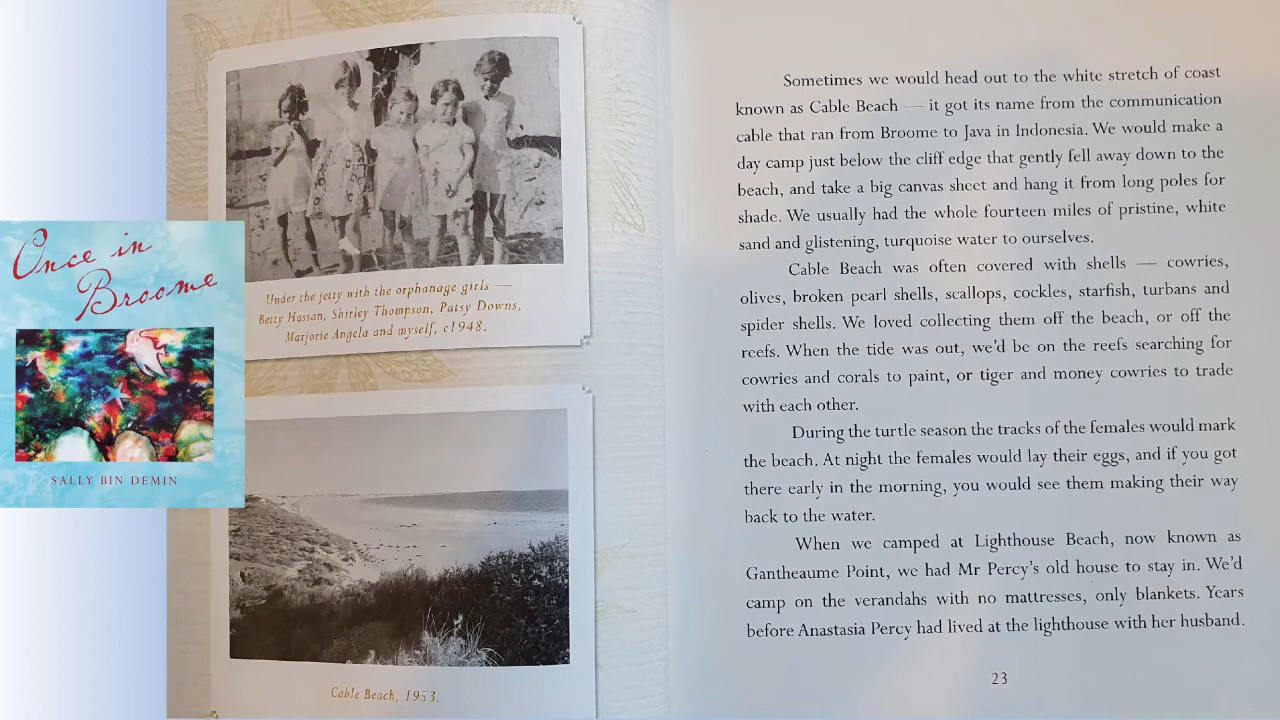 Once in
Broome
SALLY BIN DEMIN
Under the jetty with the orphanage girls —
Betty Hassan, Shirley Thompson, Patsy Downs,
Marjorie Angela and myself, c1948.
Cable Beach, 1953.
Sometimes we would head out to the white stretch of coast
known as Cable Beach — it got its name from the communication
cable that ran from Broome to Java in Indonesia. We would make a
day camp just below the cliff edge that gently fell away down to the
beach, and take a big canvas sheet and hang it from long poles for
shade. We usually had the whole fourteen miles of pristine, white
sand and glistening, turquoise water to ourselves.
Cable Beach was often covered with shells — cowries,
olives, broken pearl shells, scallops, cockles, starfish, turbans and
spider shells. We loved collecting them off the beach, or off the
reefs. When the tide was out, we'd be on the reefs searching for
cowries and corals to paint, or tiger and money cowries to trade
with each other.
During the turtle season the tracks of the females would mark
the beach. At night the females would lay their eggs, and if you got
there early in the morning, you would see them making their way
back to the water.
When we camped at Lighthouse Beach, now known as
Gantheaume Point, we had Mr Percy's old house to stay in. We'd
camp on the verandahs with no mattresses, only blankets. Years
before Anastasia Percy had lived at the lighthouse with her husband.
23